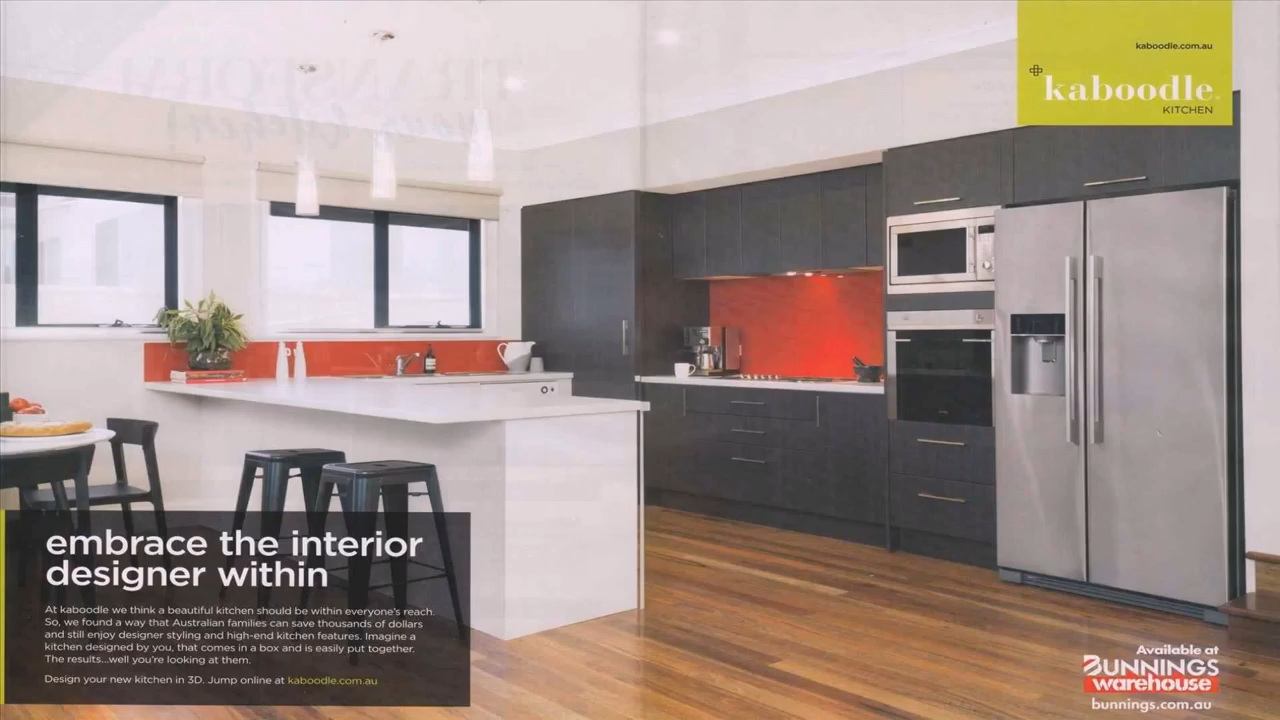 kaboodle.com.au
kaboodle
KITCHEN
embrace the interior
designer within
At kaboodle we think a beautiful kitchen should be within everyone's reach.
So, we found a way that Australian families can save thousands of dollars
and still enjoy designer styling and high-end kitchen features. Imagine a
kitchen designed by you, that comes in a box and is easily put together.
The results...well you're looking at them.
Design your new kitchen in 3D. Jump online at kaboodle.com.au
Available at
BUNNINGS
warehouse
bunnings.com.au